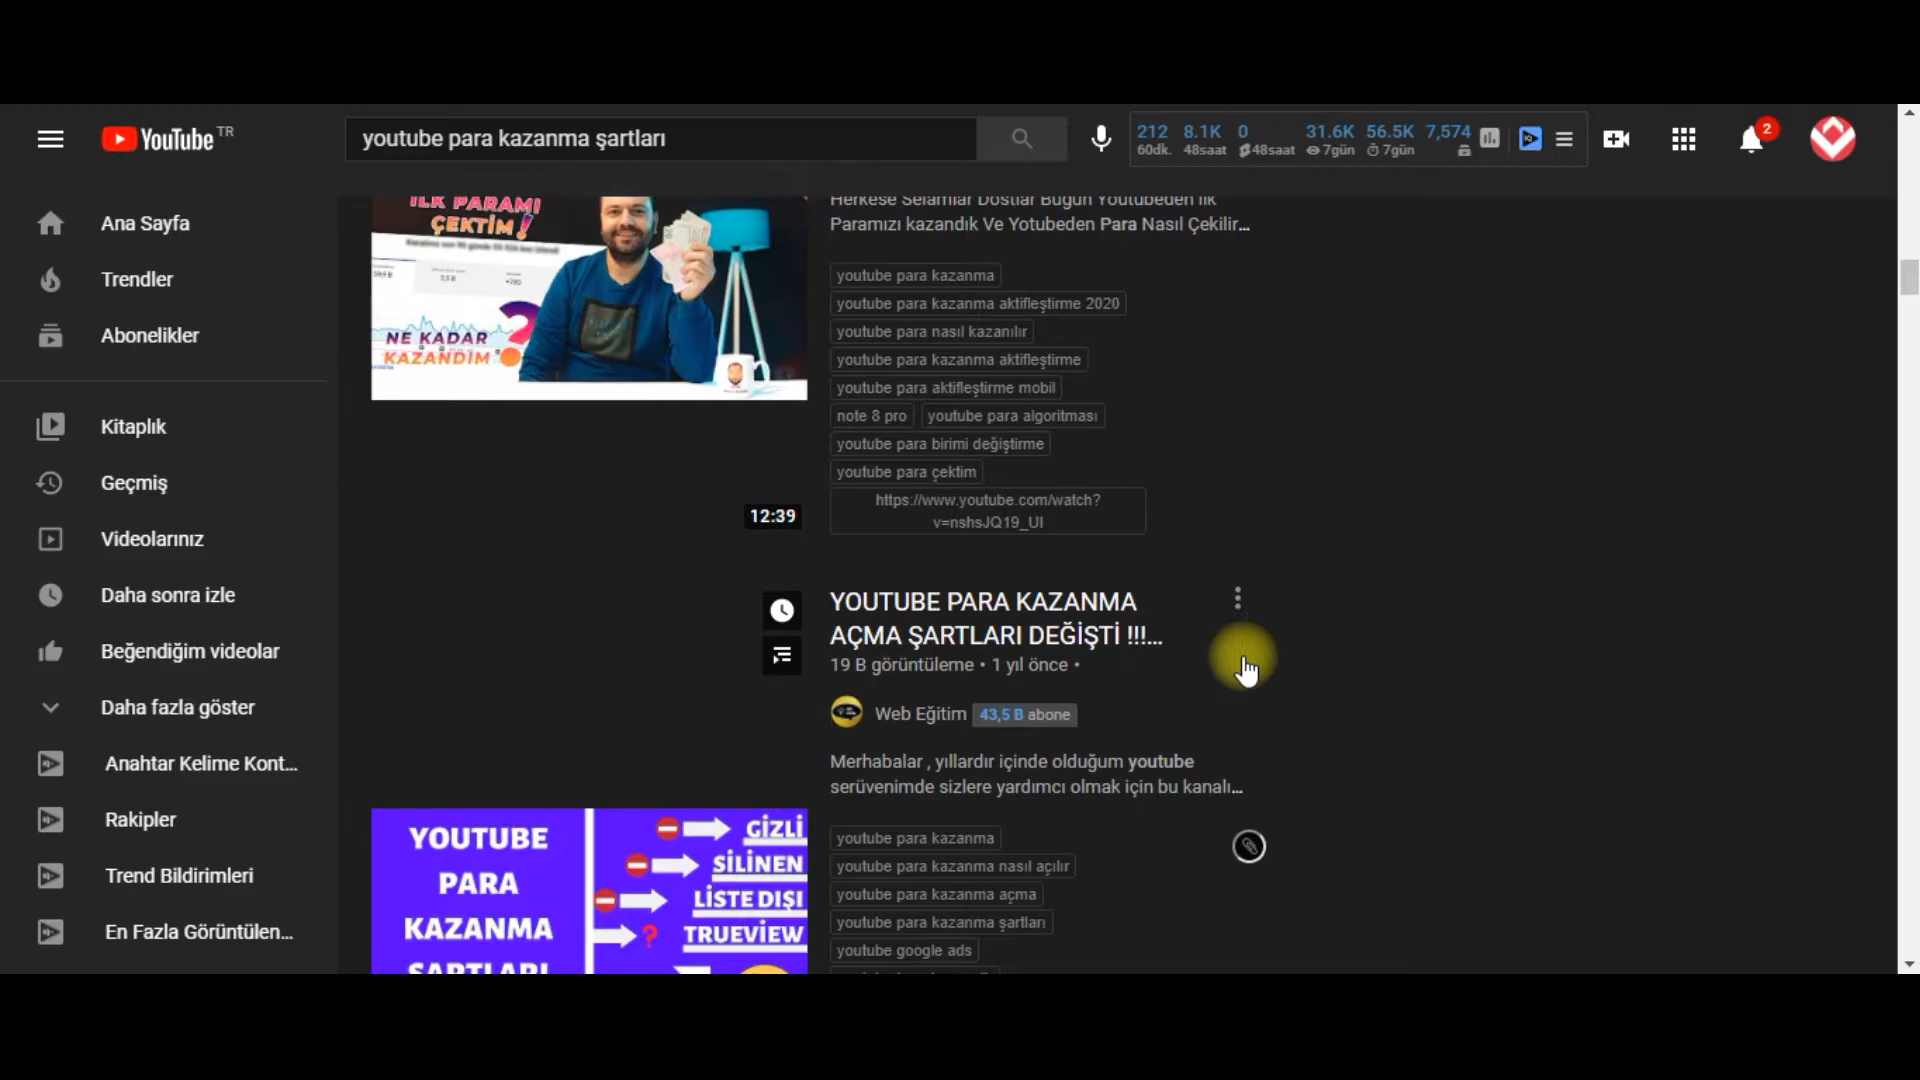 YouTube TR
youtube para kazanma şartları
212 8.1K 0 31.6K 56.5K 7,574
60dk. 48saat 48saat 7gün 7gün
2
Ana Sayfa
Trendler
Abonelikler
Kitaplık
Geçmiş
Videolarınız
Daha sonra izle
Beğendiğim videolar
Daha fazla göster
Anahtar Kelime Kont...
Rakipler
Trend Bildirimleri
En Fazla Görüntülen...
İLK PARAMI
ÇEKTİM!
NE KADAR
KAZANDIM
?
12:39
Herkese Selamlar Dostlar Bugün Youtubeden İlk
Paramızı kazandık Ve Yotubeden Para Nasıl Çekilir...
youtube para kazanma
youtube para kazanma aktifleştirme 2020
youtube para nasıl kazanılır
youtube para kazanma aktifleştirme
youtube para aktifleştirme mobil
note 8 pro youtube para algoritması
youtube para birimi değiştirme
youtube para çektim
https://www.youtube.com/watch?
v=nshsJQ19_UI
YOUTUBE PARA KAZANMA
AÇMA ŞARTLARI DEĞİŞTİ !!!...
19 B görüntüleme • 1 yıl önce •
Web Eğitim 43,5 B abone
Merhabalar , yıllardır içinde olduğum youtube
serüvenimde sizlere yardımcı olmak için bu kanalı...
youtube para kazanma
youtube para kazanma nasıl açılır
youtube para kazanma açma
youtube para kazanma şartları
youtube google ads
YOUTUBE
PARA
KAZANMA
ŞARTLARI
GİZLİ
SİLİNEN
LİSTE DIŞI
? TRUEVIEW